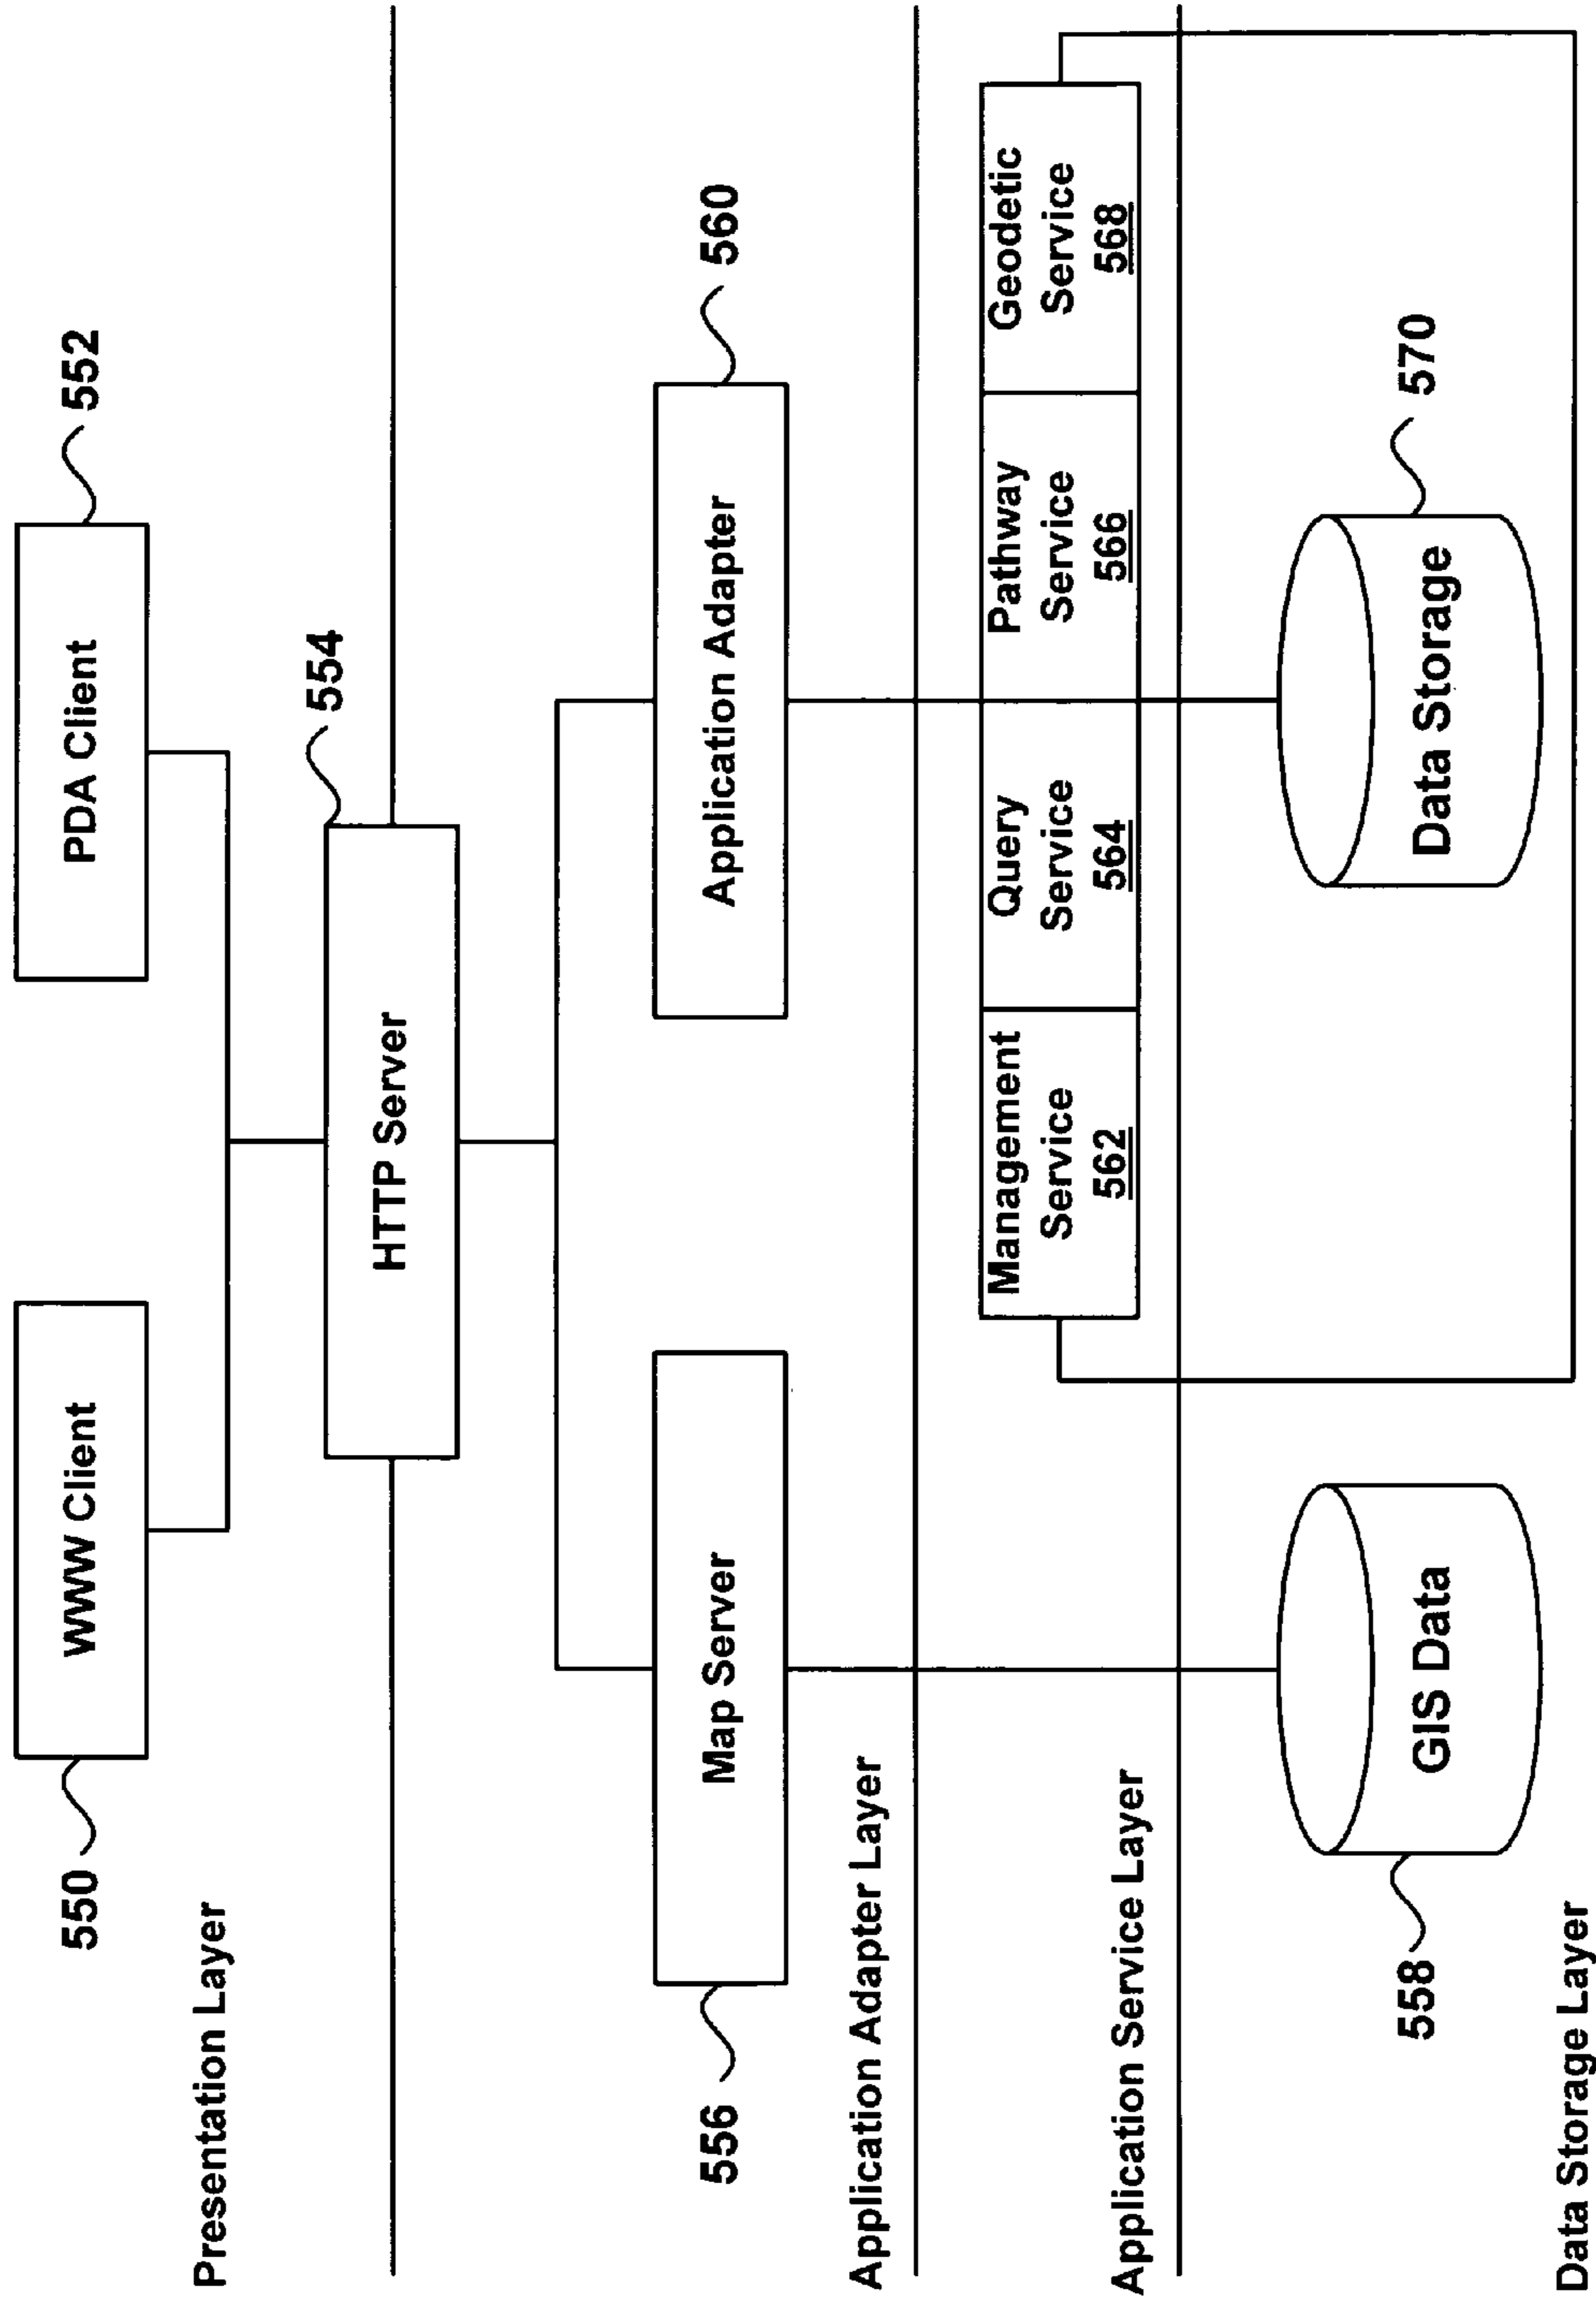 550
WWW Client
PDA Client
552
Presentation Layer
HTTP Server
554
556
Map Server
Application Adapter
560
Application Adapter Layer
Management
Service
562
Query
Service
564
Pathway
Service
566
Geodetic
Service
568
Application Service Layer
558
GIS Data
Data Storage
570
Data Storage Layer